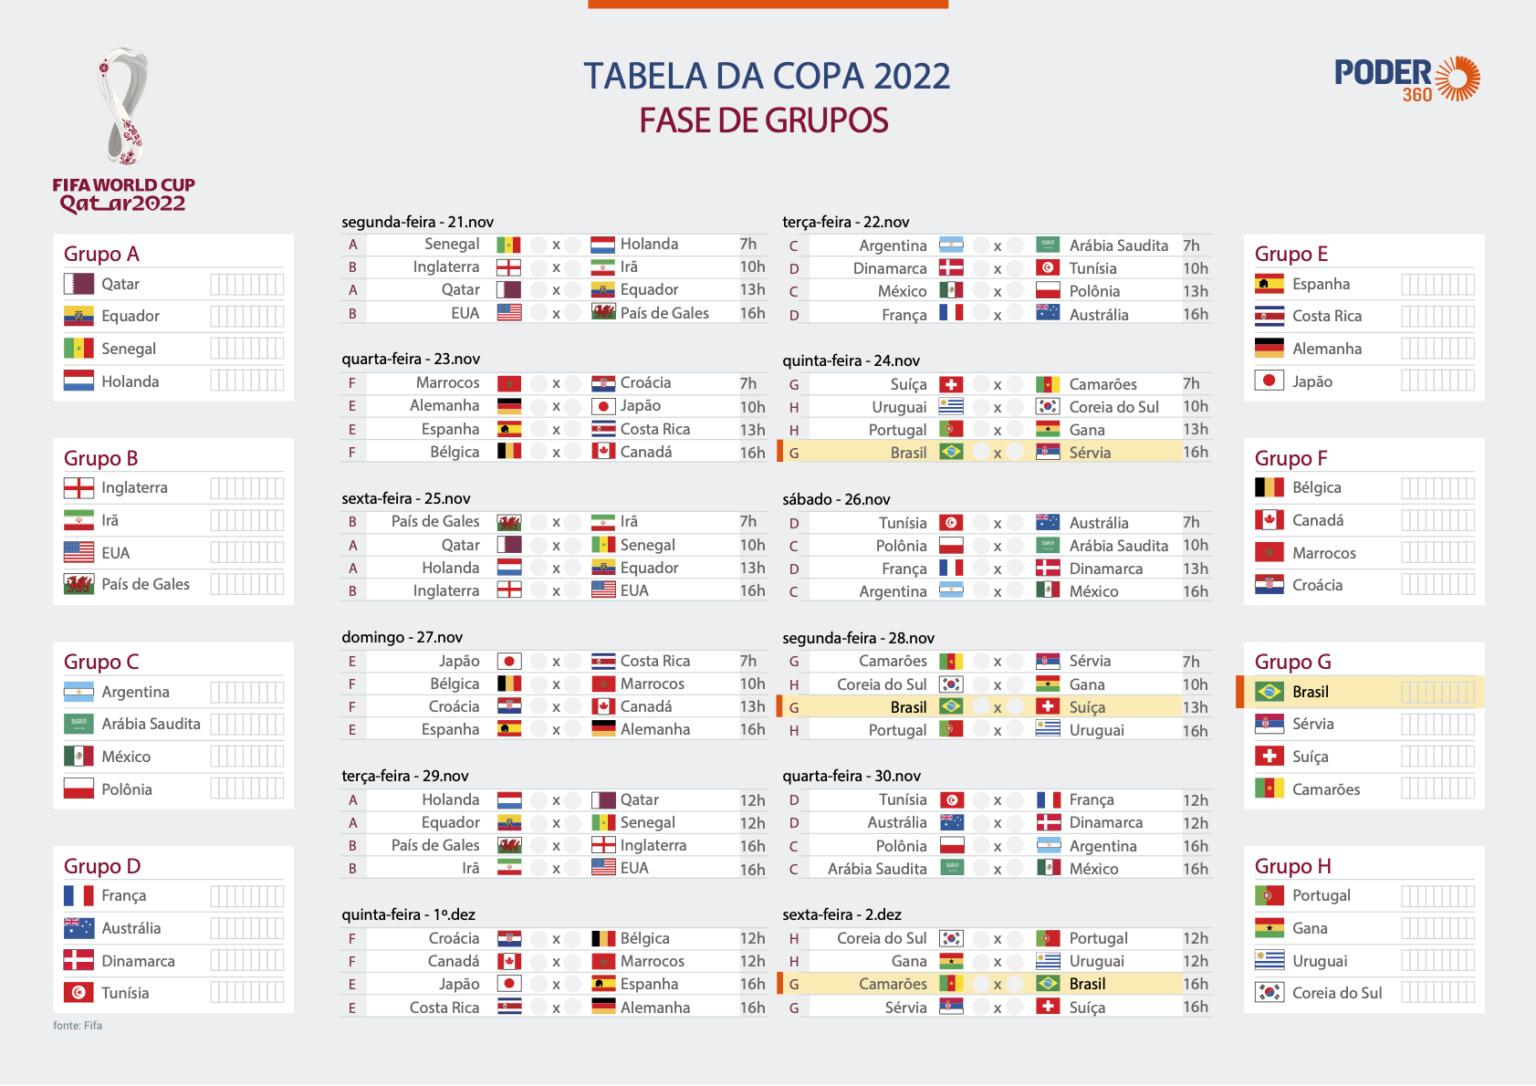 TABELA DA COPA 2022
FASE DE GRUPOS
PODER
360
FIFA WORLD CUP
Qatar2022
Grupo A
Qatar
Equador
Senegal
Holanda
Grupo B
Inglaterra
Irã
EUA
País de Gales
Grupo C
Argentina
Arábia Saudita
México
Polônia
Grupo D
França
Austrália
Dinamarca
Tunísia
fonte: Fifa
segunda-feira - 21.nov
A Senegal x Holanda 7h
B Inglaterra x Irã 10h
A Qatar x Equador 13h
B EUA x País de Gales 16h
quarta-feira - 23.nov
F Marrocos x Croácia 7h
E Alemanha x Japão 10h
E Espanha x Costa Rica 13h
F Bélgica x Canadá 16h
sexta-feira - 25.nov
B País de Gales x Irã 7h
A Qatar x Senegal 10h
A Holanda x Equador 13h
B Inglaterra x EUA 16h
domingo - 27.nov
E Japão x Costa Rica 7h
F Bélgica x Marrocos 10h
F Croácia x Canadá 13h
E Espanha x Alemanha 16h
terça-feira - 29.nov
A Holanda x Qatar 12h
A Equador x Senegal 12h
B País de Gales x Inglaterra 16h
B Irã x EUA 16h
quinta-feira - 1º.dez
F Croácia x Bélgica 12h
F Canadá x Marrocos 12h
E Japão x Espanha 16h
E Costa Rica x Alemanha 16h
terça-feira - 22.nov
C Argentina x Arábia Saudita 7h
D Dinamarca x Tunísia 10h
C México x Polônia 13h
D França x Austrália 16h
quinta-feira - 24.nov
G Suíça x Camarões 7h
H Uruguai x Coreia do Sul 10h
H Portugal x Gana 13h
G Brasil x Sérvia 16h
sábado - 26.nov
D Tunísia x Austrália 7h
C Polônia x Arábia Saudita 10h
D França x Dinamarca 13h
C Argentina x México 16h
segunda-feira - 28.nov
G Camarões x Sérvia 7h
H Coreia do Sul x Gana 10h
G Brasil x Suíça 13h
H Portugal x Uruguai 16h
quarta-feira - 30.nov
D Tunísia x França 12h
D Austrália x Dinamarca 12h
C Polônia x Argentina 16h
C Arábia Saudita x México 16h
sexta-feira - 2.dez
H Coreia do Sul x Portugal 12h
H Gana x Uruguai 12h
G Camarões x Brasil 16h
G Sérvia x Suíça 16h
Grupo E
Espanha
Costa Rica
Alemanha
Japão
Grupo F
Bélgica
Canadá
Marrocos
Croácia
Grupo G
Brasil
Sérvia
Suíça
Camarões
Grupo H
Portugal
Gana
Uruguai
Coreia do Sul